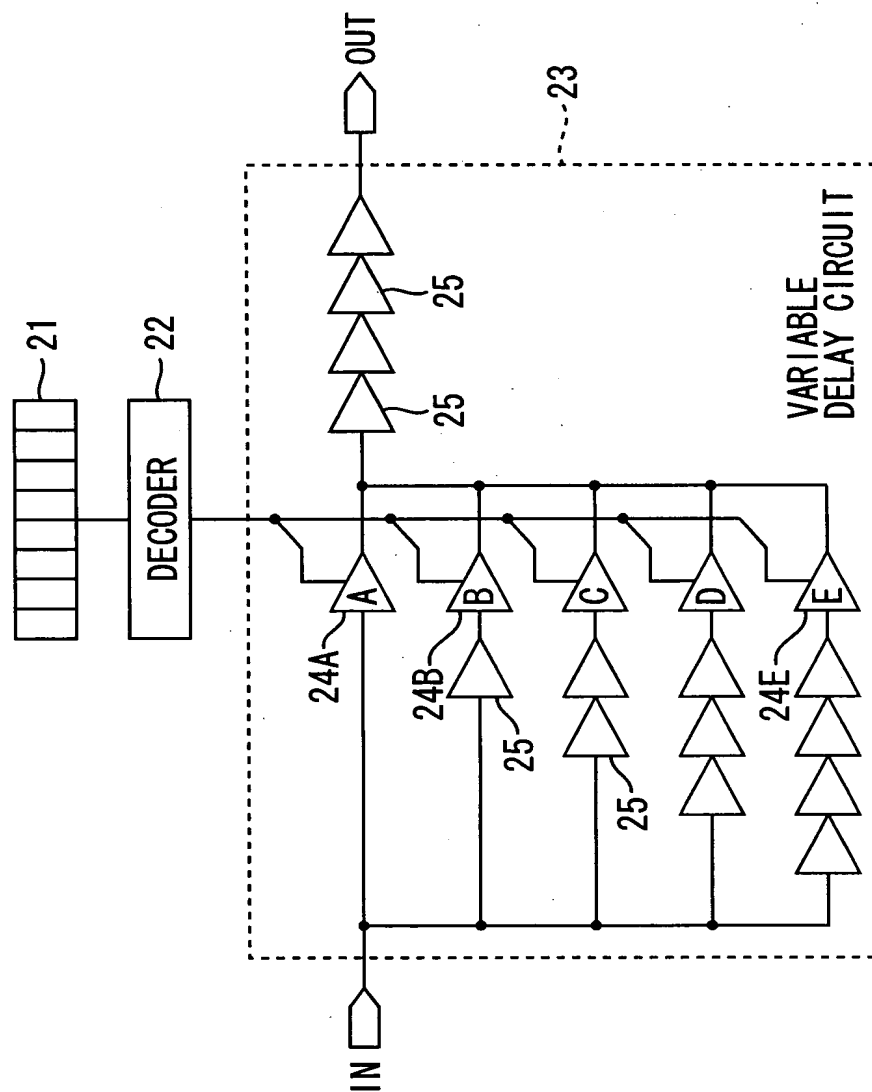 21
22
DECODER
23
IN
OUT
A
24A
B
24B
25
C
25
D
E
24E
25
25
VARIABLE
DELAY CIRCUIT